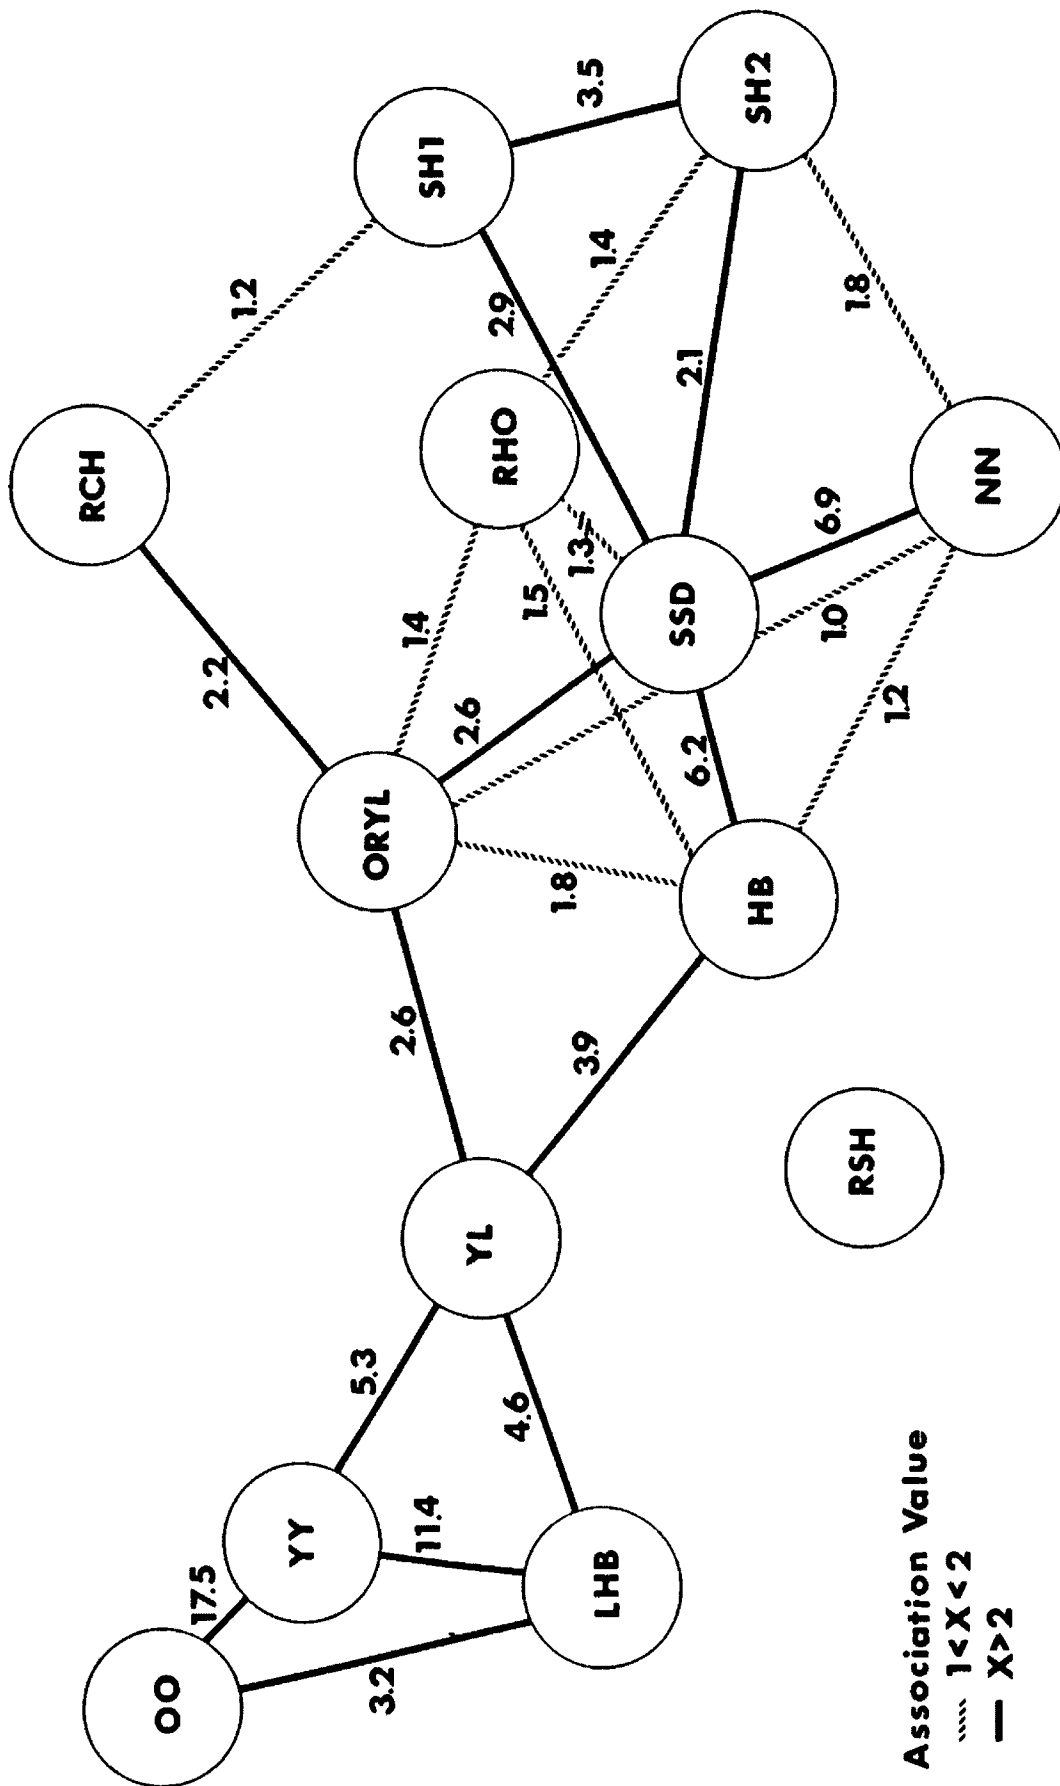 RCH
OO
17.5
2.2
1.2
YY
5.3
ORYL
3.2
2.6
1.4
11.4
SH1
2.6
YL
RHO
2.9
4.6
1.5
1.8
1.3
3.9
3.5
1.4
LHB
SSD
2.1
6.2
HB
SH2
6.9
1.0
1.8
RSH
1.2
NN
Association Value
1<X<2
X>2